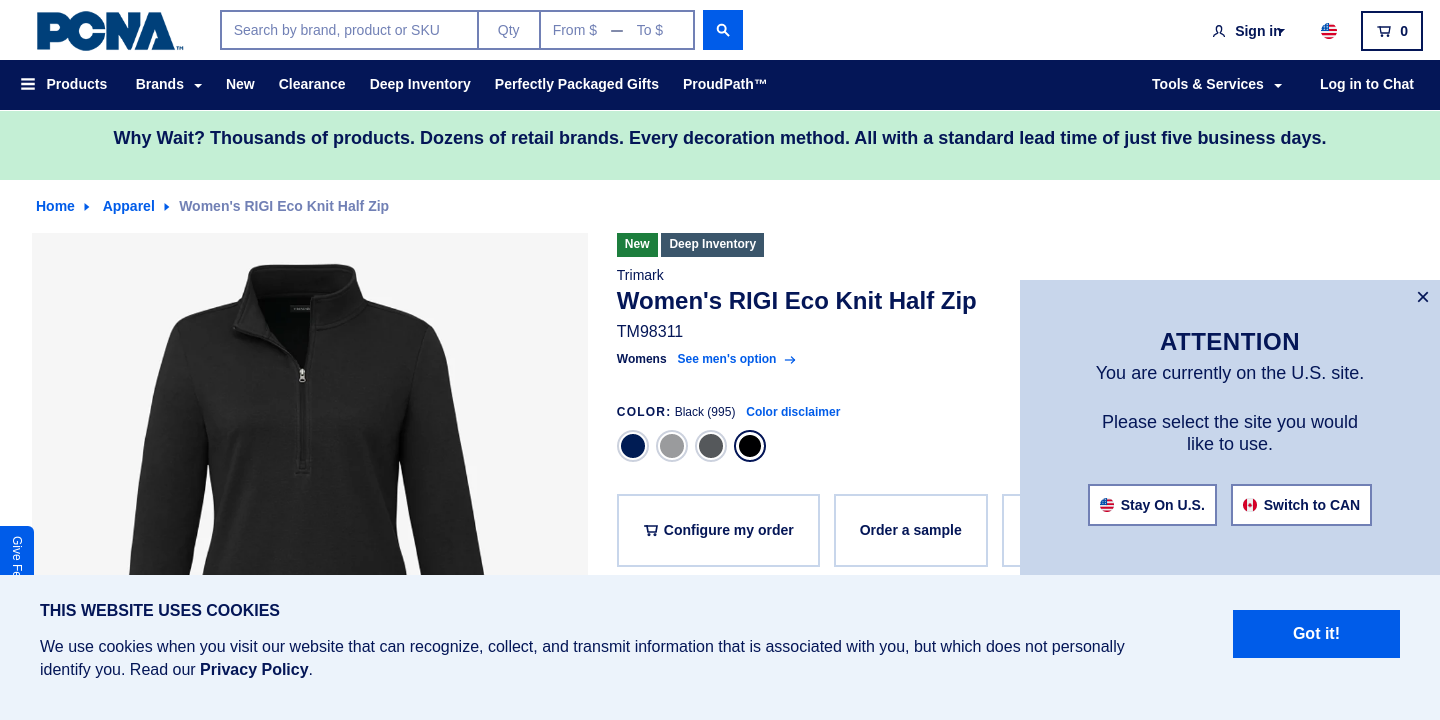 PCNA™
Search by brand, product or SKU
Qty
From $ — To $
Sign in
0
Products
Brands
New
Clearance
Deep Inventory
Perfectly Packaged Gifts
ProudPath™
Tools & Services
Log in to Chat
Why Wait? Thousands of products. Dozens of retail brands. Every decoration method. All with a standard lead time of just five business days.
Home
Apparel
Women's RIGI Eco Knit Half Zip
New
Deep Inventory
Trimark
Women's RIGI Eco Knit Half Zip
TM98311
Womens
See men's option
COLOR: Black (995)
Color disclaimer
Configure my order
Order a sample
×
ATTENTION
You are currently on the U.S. site.
Please select the site you would
like to use.
Stay On U.S.
Switch to CAN
Give Fe
THIS WEBSITE USES COOKIES
We use cookies when you visit our website that can recognize, collect, and transmit information that is associated with you, but which does not personally
identify you. Read our Privacy Policy.
Got it!